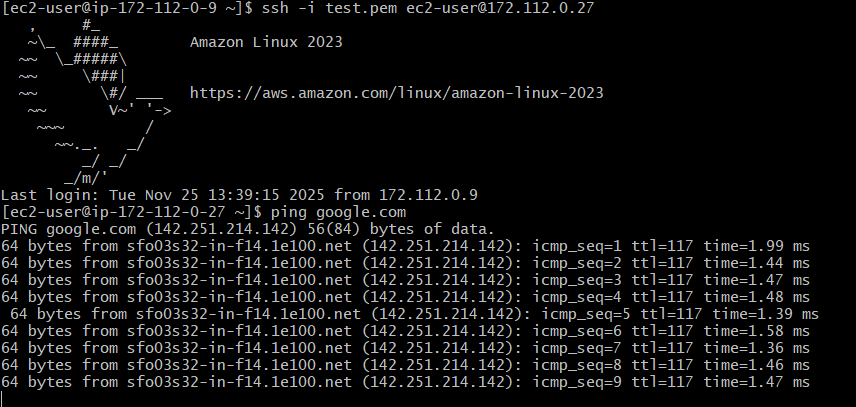 [ec2-user@ip-172-112-0-9 ~]$ ssh -i test.pem ec2-user@172.112.0.27
   ,     #_
   ~\_  ####_        Amazon Linux 2023
  ~~  \_#####\
  ~~     \###|
  ~~       \#/ ___   https://aws.amazon.com/linux/amazon-linux-2023
   ~~       V~' '->
    ~~~         /
      ~~._.   _/
         _/ _/
       _/m/'
Last login: Tue Nov 25 13:39:15 2025 from 172.112.0.9
[ec2-user@ip-172-112-0-27 ~]$ ping google.com
PING google.com (142.251.214.142) 56(84) bytes of data.
64 bytes from sfo03s32-in-f14.1e100.net (142.251.214.142): icmp_seq=1 ttl=117 time=1.99 ms
64 bytes from sfo03s32-in-f14.1e100.net (142.251.214.142): icmp_seq=2 ttl=117 time=1.44 ms
64 bytes from sfo03s32-in-f14.1e100.net (142.251.214.142): icmp_seq=3 ttl=117 time=1.47 ms
64 bytes from sfo03s32-in-f14.1e100.net (142.251.214.142): icmp_seq=4 ttl=117 time=1.48 ms
 64 bytes from sfo03s32-in-f14.1e100.net (142.251.214.142): icmp_seq=5 ttl=117 time=1.39 ms
64 bytes from sfo03s32-in-f14.1e100.net (142.251.214.142): icmp_seq=6 ttl=117 time=1.58 ms
64 bytes from sfo03s32-in-f14.1e100.net (142.251.214.142): icmp_seq=7 ttl=117 time=1.36 ms
64 bytes from sfo03s32-in-f14.1e100.net (142.251.214.142): icmp_seq=8 ttl=117 time=1.46 ms
64 bytes from sfo03s32-in-f14.1e100.net (142.251.214.142): icmp_seq=9 ttl=117 time=1.47 ms